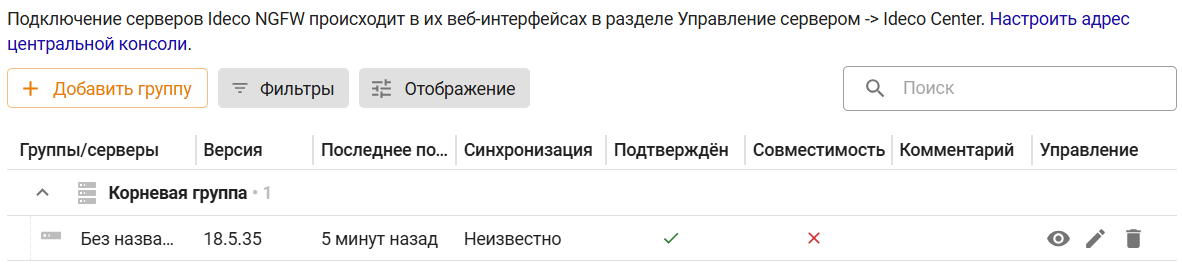 Подключение серверов Ideco NGFW происходит в их веб-интерфейсах в разделе Управление сервером -> Ideco Center. Настроить адрес
центральной консоли.
Добавить группу Фильтры Отображение Поиск
Группы/серверы Версия Последнее по... Синхронизация Подтверждён Совместимость Комментарий Управление
Корневая группа • 1
Без назва... 18.5.35 5 минут назад Неизвестно